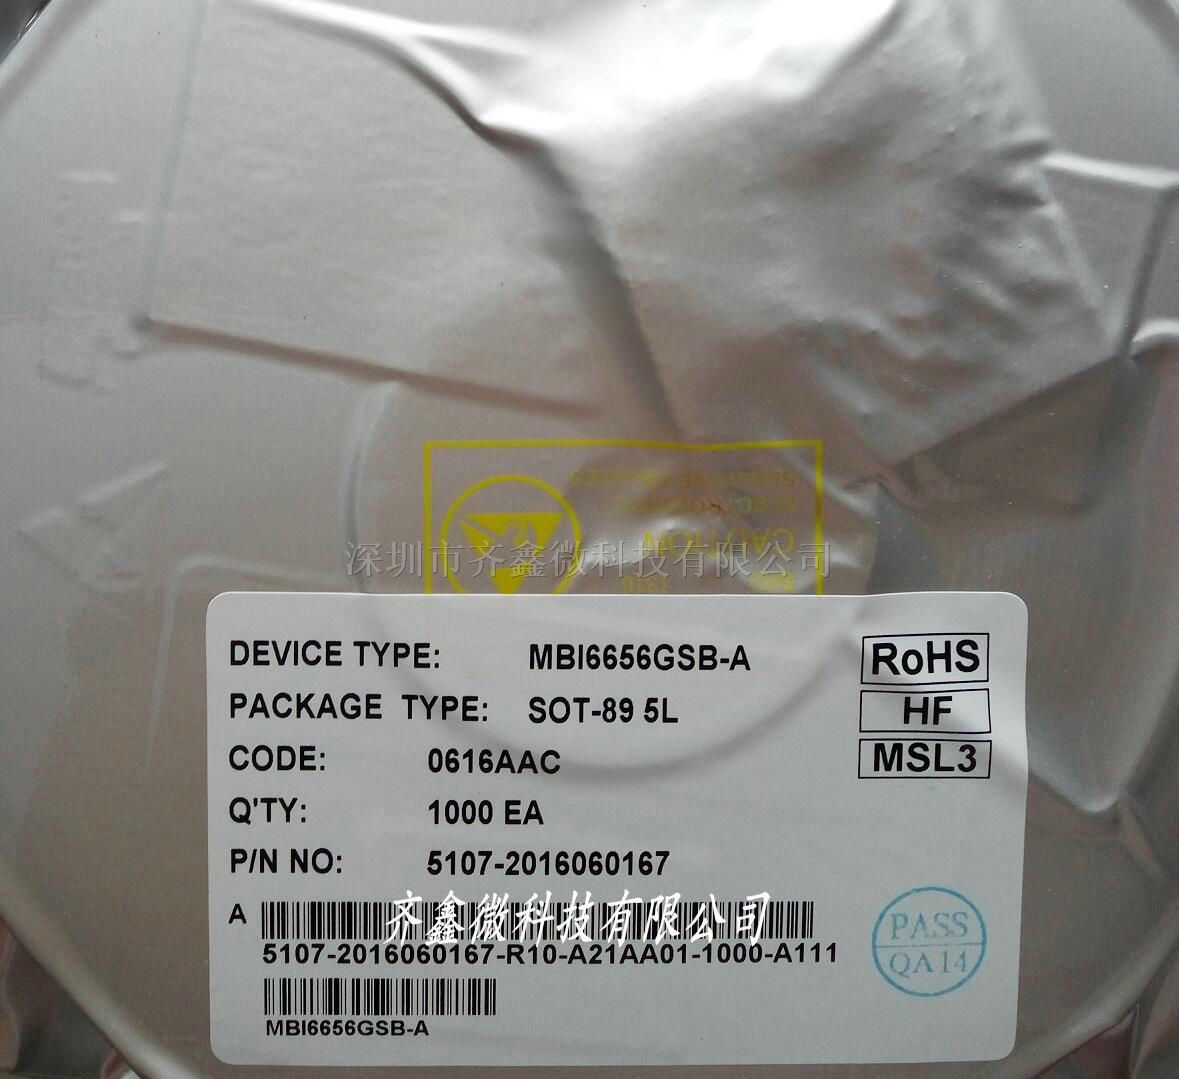 CAUTION
深圳市齐鑫微科技有限公司
DEVICE TYPE: MBI6656GSB-A
PACKAGE TYPE: SOT-89 5L
CODE: 0616AAC
Q'TY: 1000 EA
P/N NO: 5107-2016060167
RoHS
HF
MSL3
A
齐鑫微科技有限公司
5107-2016060167-R10-A21AA01-1000-A111
MBI6656GSB-A
PASS
QA14